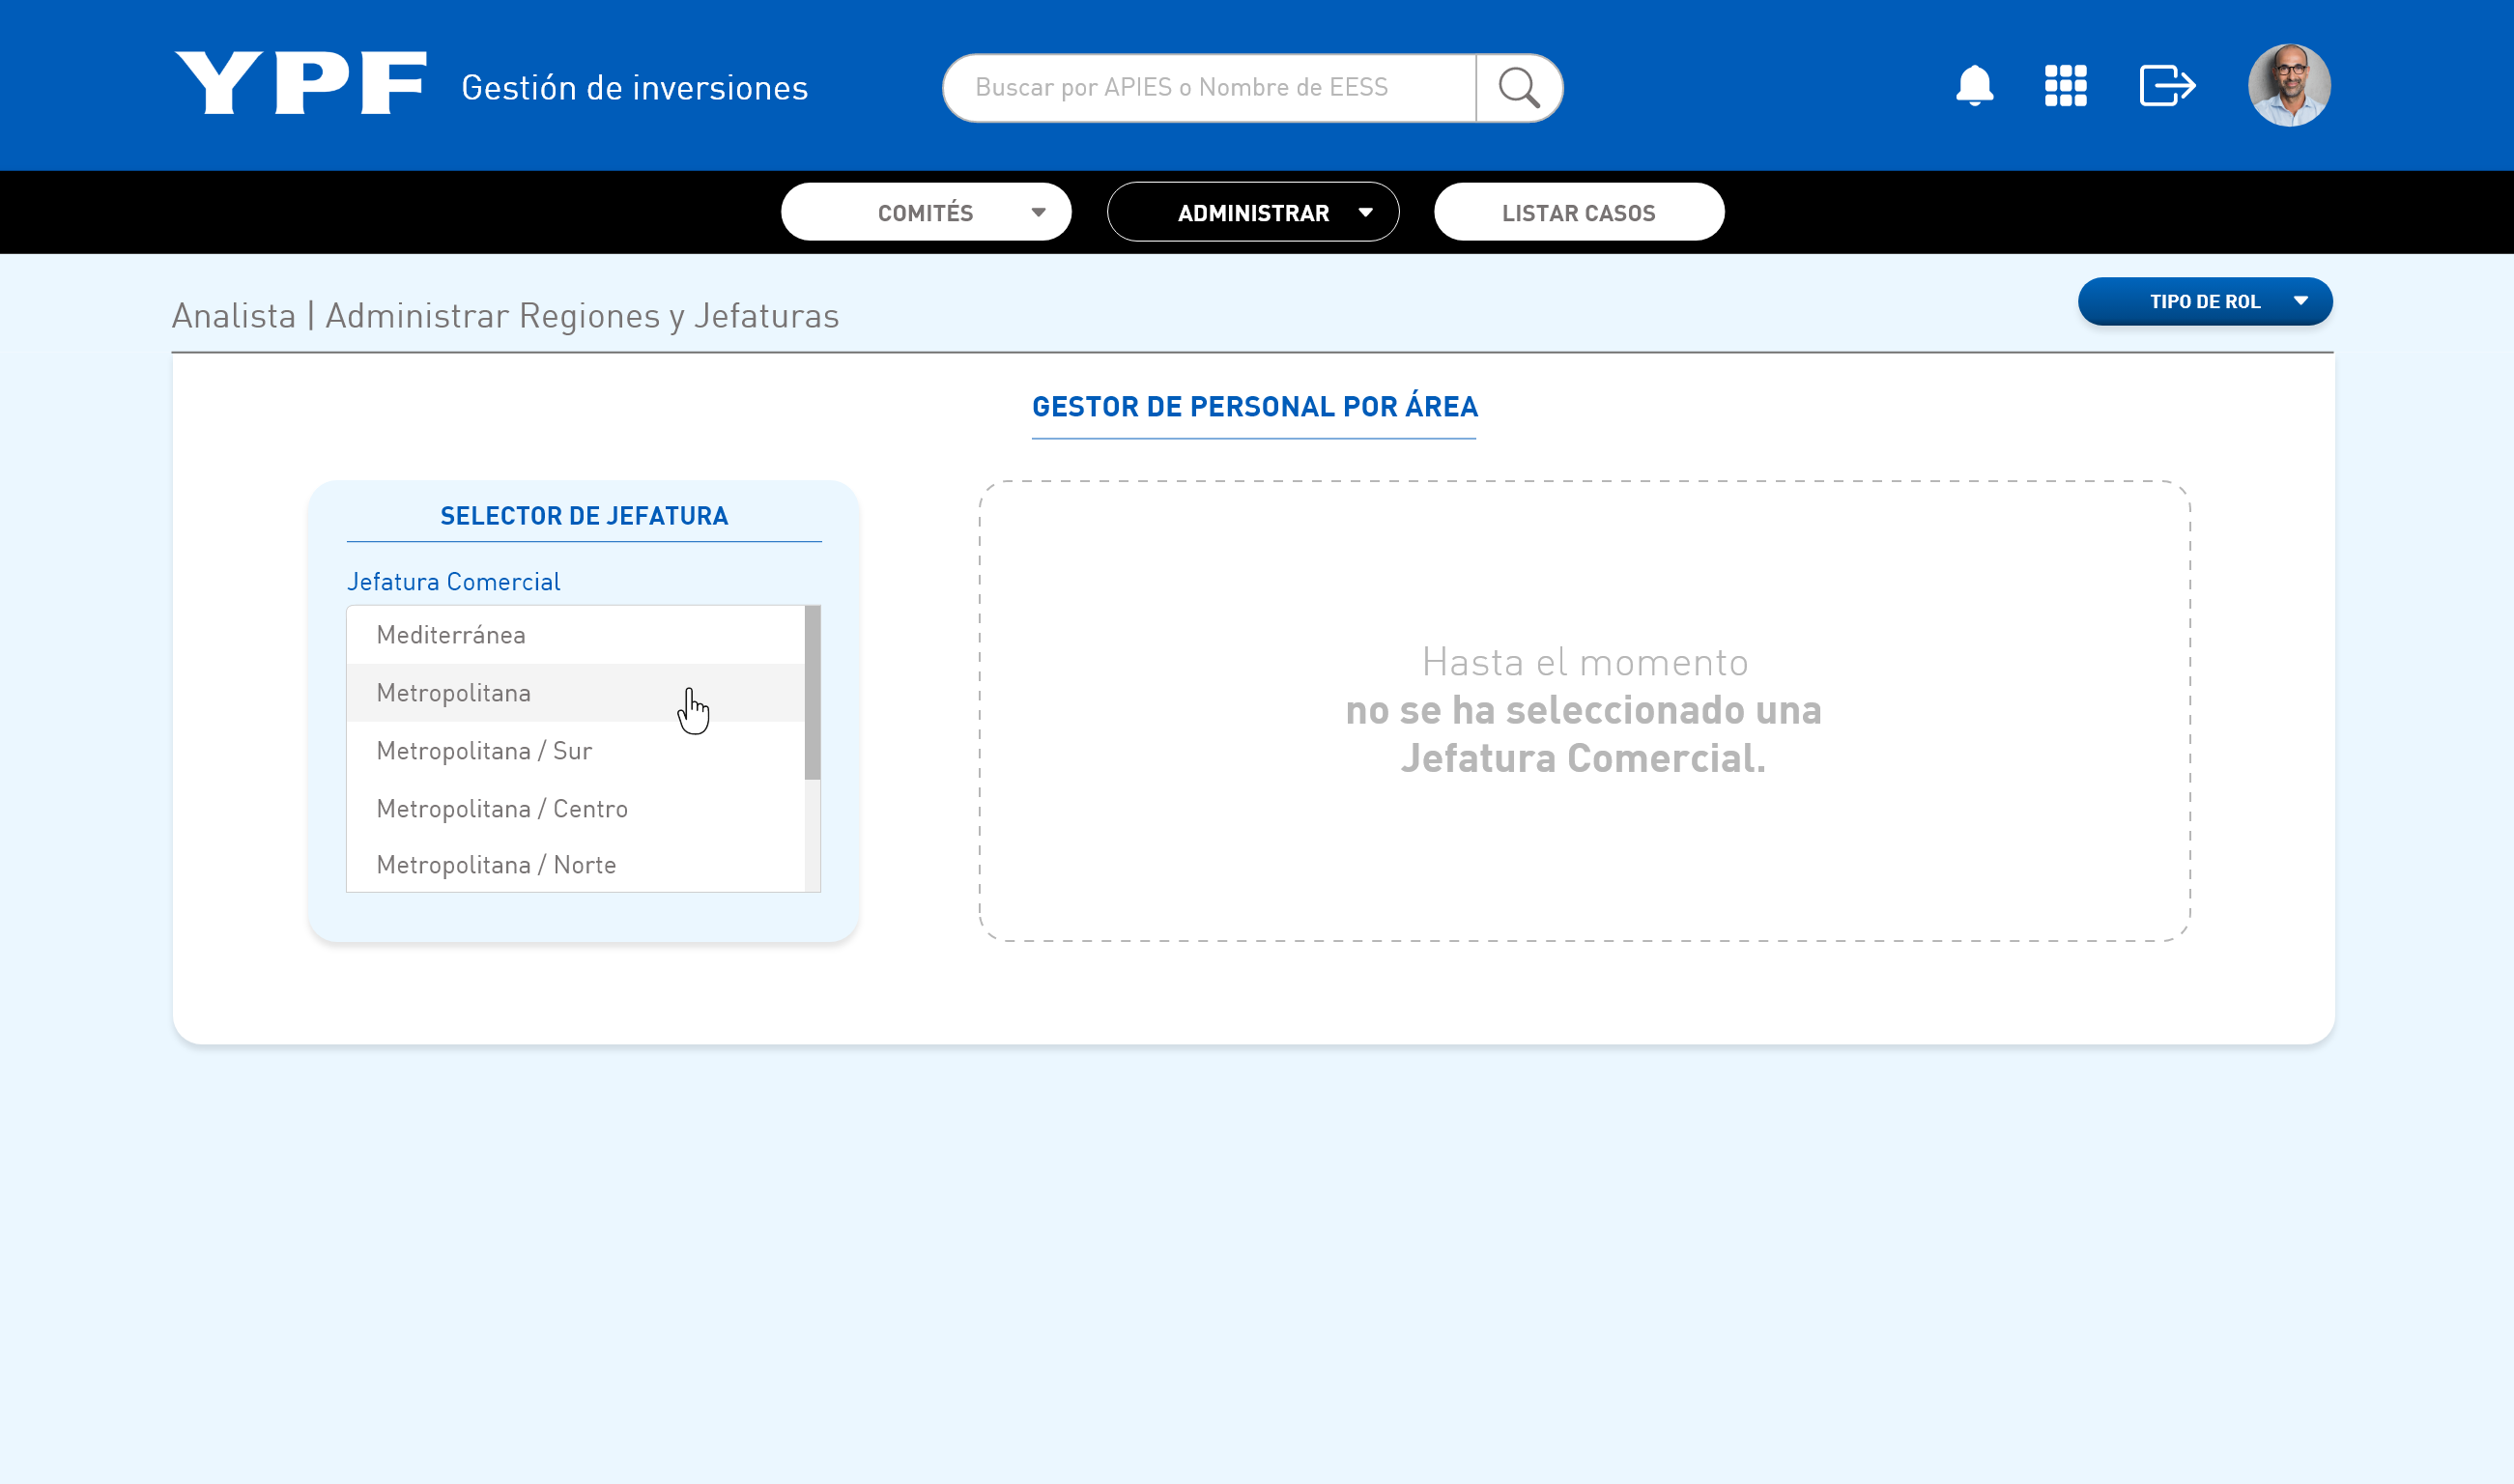 YPF Gestión de inversiones
Buscar por APIES o Nombre de EESS
COMITÉS
ADMINISTRAR
LISTAR CASOS
Analista | Administrar Regiones y Jefaturas
TIPO DE ROL
GESTOR DE PERSONAL POR ÁREA
SELECTOR DE JEFATURA
Jefatura Comercial
Mediterránea
Metropolitana
Metropolitana / Sur
Metropolitana / Centro
Metropolitana / Norte
Hasta el momento
no se ha seleccionado una
Jefatura Comercial.